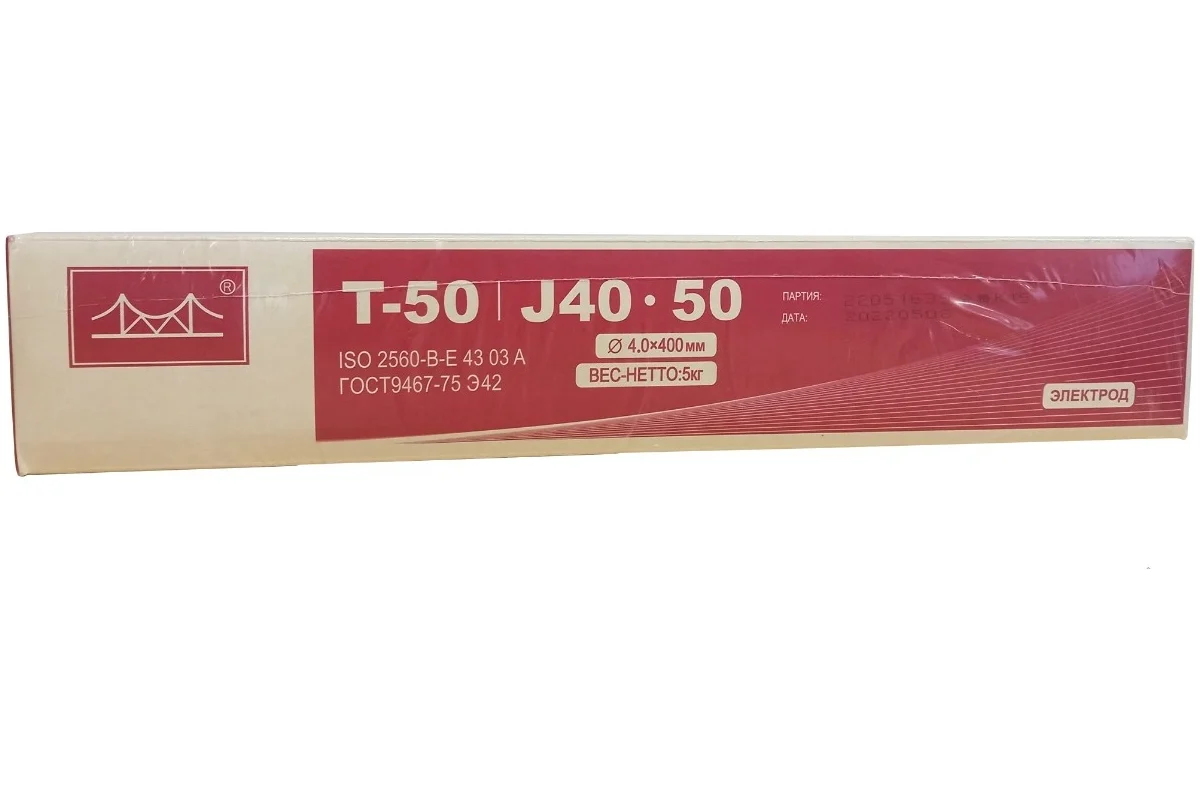 ®
T-50 | J40 · 50
ISO 2560-B-E 43 03 A
ГОСТ9467-75 Э42
Ø 4.0×400мм
ВЕС-НЕТТО:5кг
ПАРТИЯ:
ДАТА:
ЭЛЕКТРОД